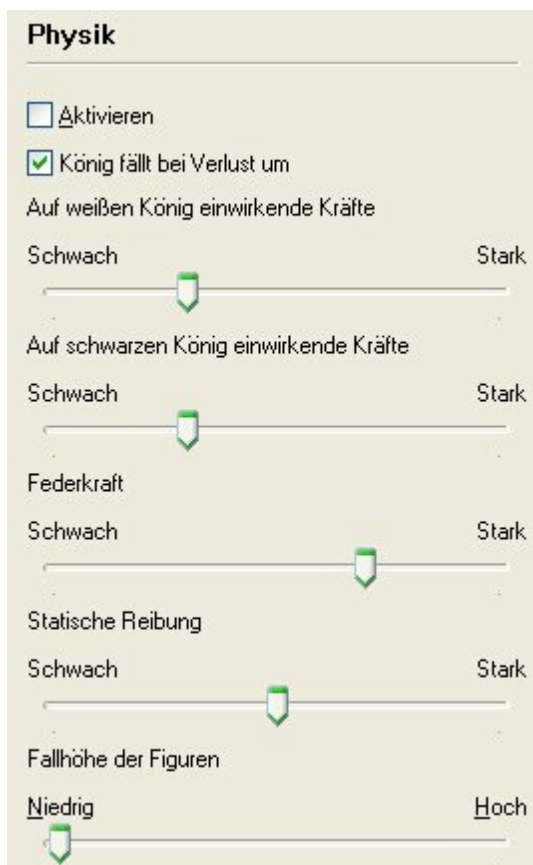 Physik
Aktivieren
König fällt bei Verlust um
Auf weißen König einwirkende Kräfte
Schwach Stark
Auf schwarzen König einwirkende Kräfte
Schwach Stark
Federkraft
Schwach Stark
Statische Reibung
Schwach Stark
Fallhöhe der Figuren
Niedrig Hoch